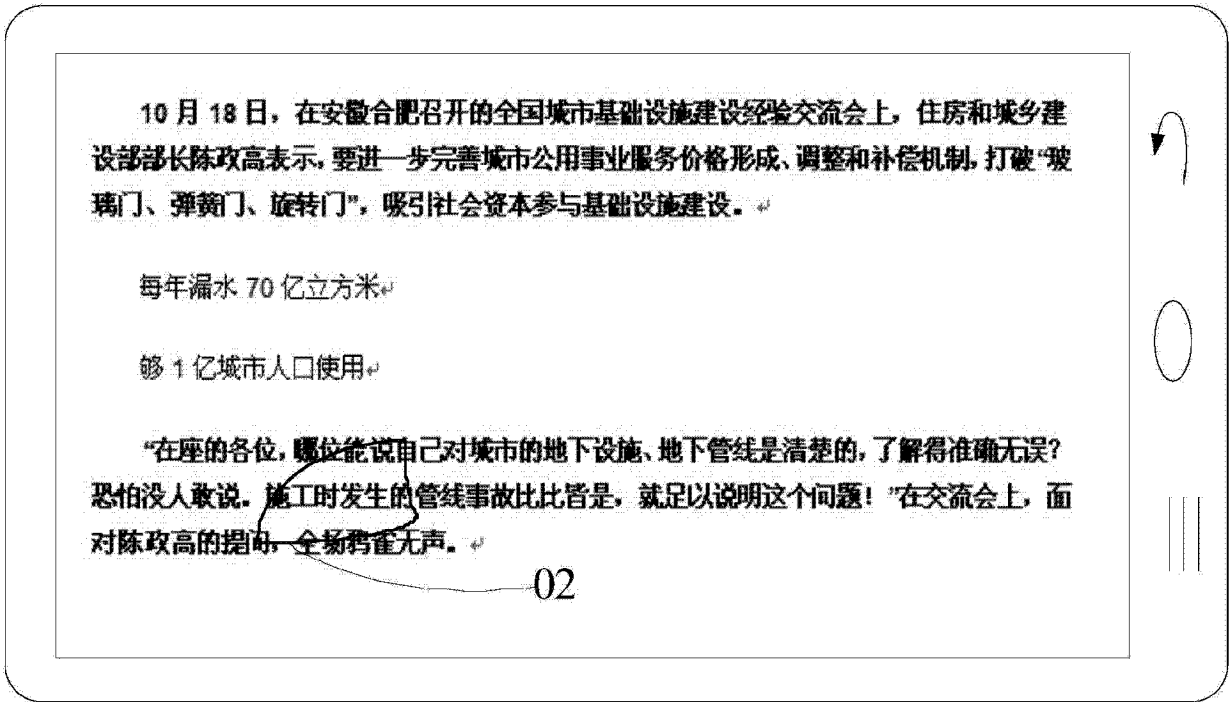 10 月 18 日，在安徽合肥召开的全国城市基础设施建设经验交流会上，住房和城乡建
设部部长陈政高表示，要进一步完善城市公用事业服务价格形成、调整和补偿机制，打破“玻
璃门、弹簧门、旋转门”，吸引社会资本参与基础设施建设。
每年漏水 70 亿立方米
够 1 亿城市人口使用
“在座的各位，哪位能说自己对城市的地下设施、地下管线是清楚的，了解得准确无误？
恐怕没人敢说。施工时发生的管线事故比比皆是，就足以说明这个问题！”在交流会上，面
对陈政高的提问，全场鸦雀无声。
02